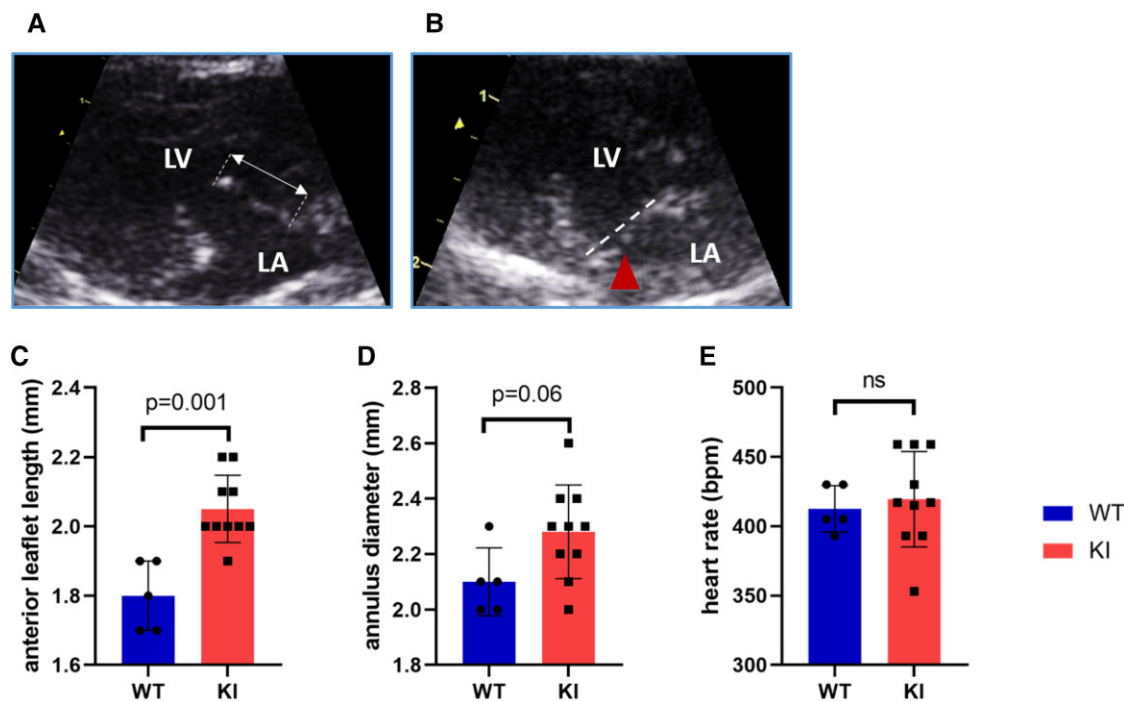 A
B
1
LV
LA
1
LV
2
LA
C
anterior leaflet length (mm)
2.4
2.2
2.0
1.8
1.6
p=0.001
WT
KI
D
annulus diameter (mm)
2.8
2.6
2.4
2.2
2.0
1.8
p=0.06
WT
KI
E
heart rate (bpm)
500
450
400
350
300
ns
WT
KI
WT
KI